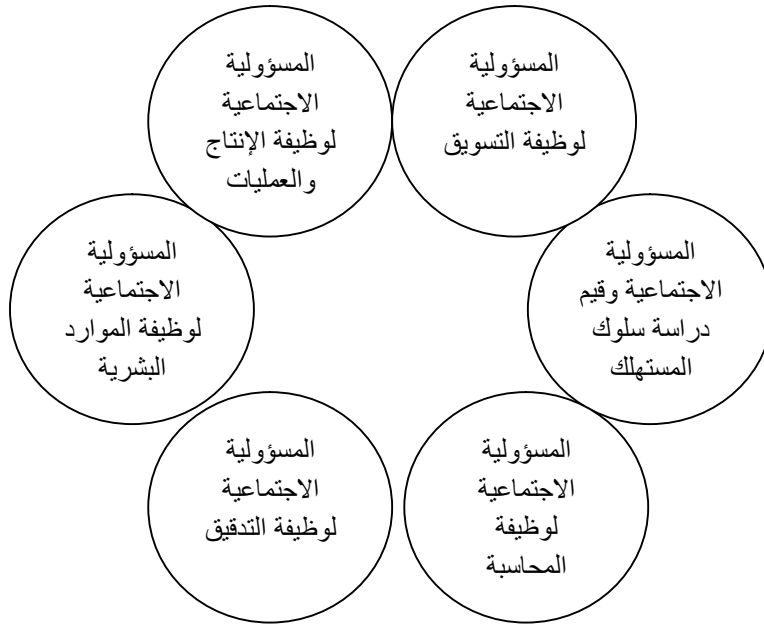 المسؤولية
الاجتماعية
لوظيفة التسويق
المسؤولية
الاجتماعية
لوظيفة الإنتاج
والعمليات
المسؤولية
الاجتماعية وقيم
دراسة سلوك
المستهلك
المسؤولية
الاجتماعية
لوظيفة الموارد
البشرية
المسؤولية
الاجتماعية
لوظيفة
المحاسبة
المسؤولية
الاجتماعية
لوظيفة التدقيق